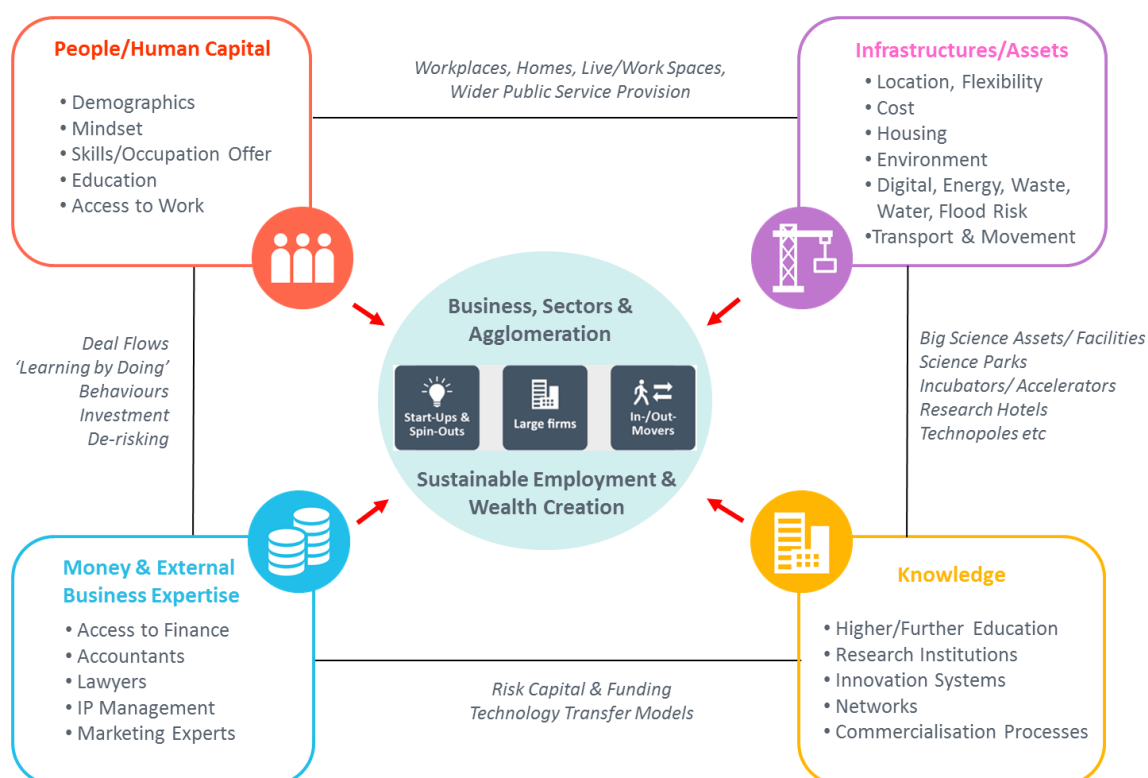 People/Human Capital
• Demographics
• Mindset
• Skills/Occupation Offer
• Education
• Access to Work
Workplaces, Homes, Live/Work Spaces,
Wider Public Service Provision
Infrastructures/Assets
• Location, Flexibility
• Cost
• Housing
• Environment
• Digital, Energy, Waste,
Water, Flood Risk
•Transport & Movement
Deal Flows
‘Learning by Doing’
Behaviours
Investment
De-risking
Business, Sectors &
Agglomeration
Start-Ups &
Spin-Outs
Large firms
In-/Out-
Movers
Sustainable Employment &
Wealth Creation
Big Science Assets/ Facilities
Science Parks
Incubators/ Accelerators
Research Hotels
Technopoles etc
Money & External
Business Expertise
• Access to Finance
• Accountants
• Lawyers
• IP Management
• Marketing Experts
Risk Capital & Funding
Technology Transfer Models
Knowledge
• Higher/Further Education
• Research Institutions
• Innovation Systems
• Networks
• Commercialisation Processes